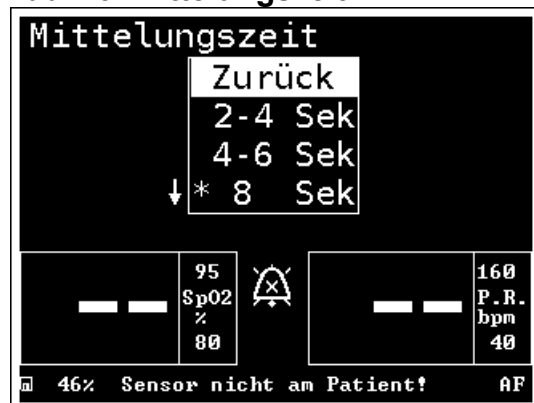 Mittelungszeit
Zurück
2-4 Sek
4-6 Sek
↓ * 8 Sek
-- 95 SpO2 % 80
-- 160 P.R. bpm 40
46% Sensor nicht am Patient! AF